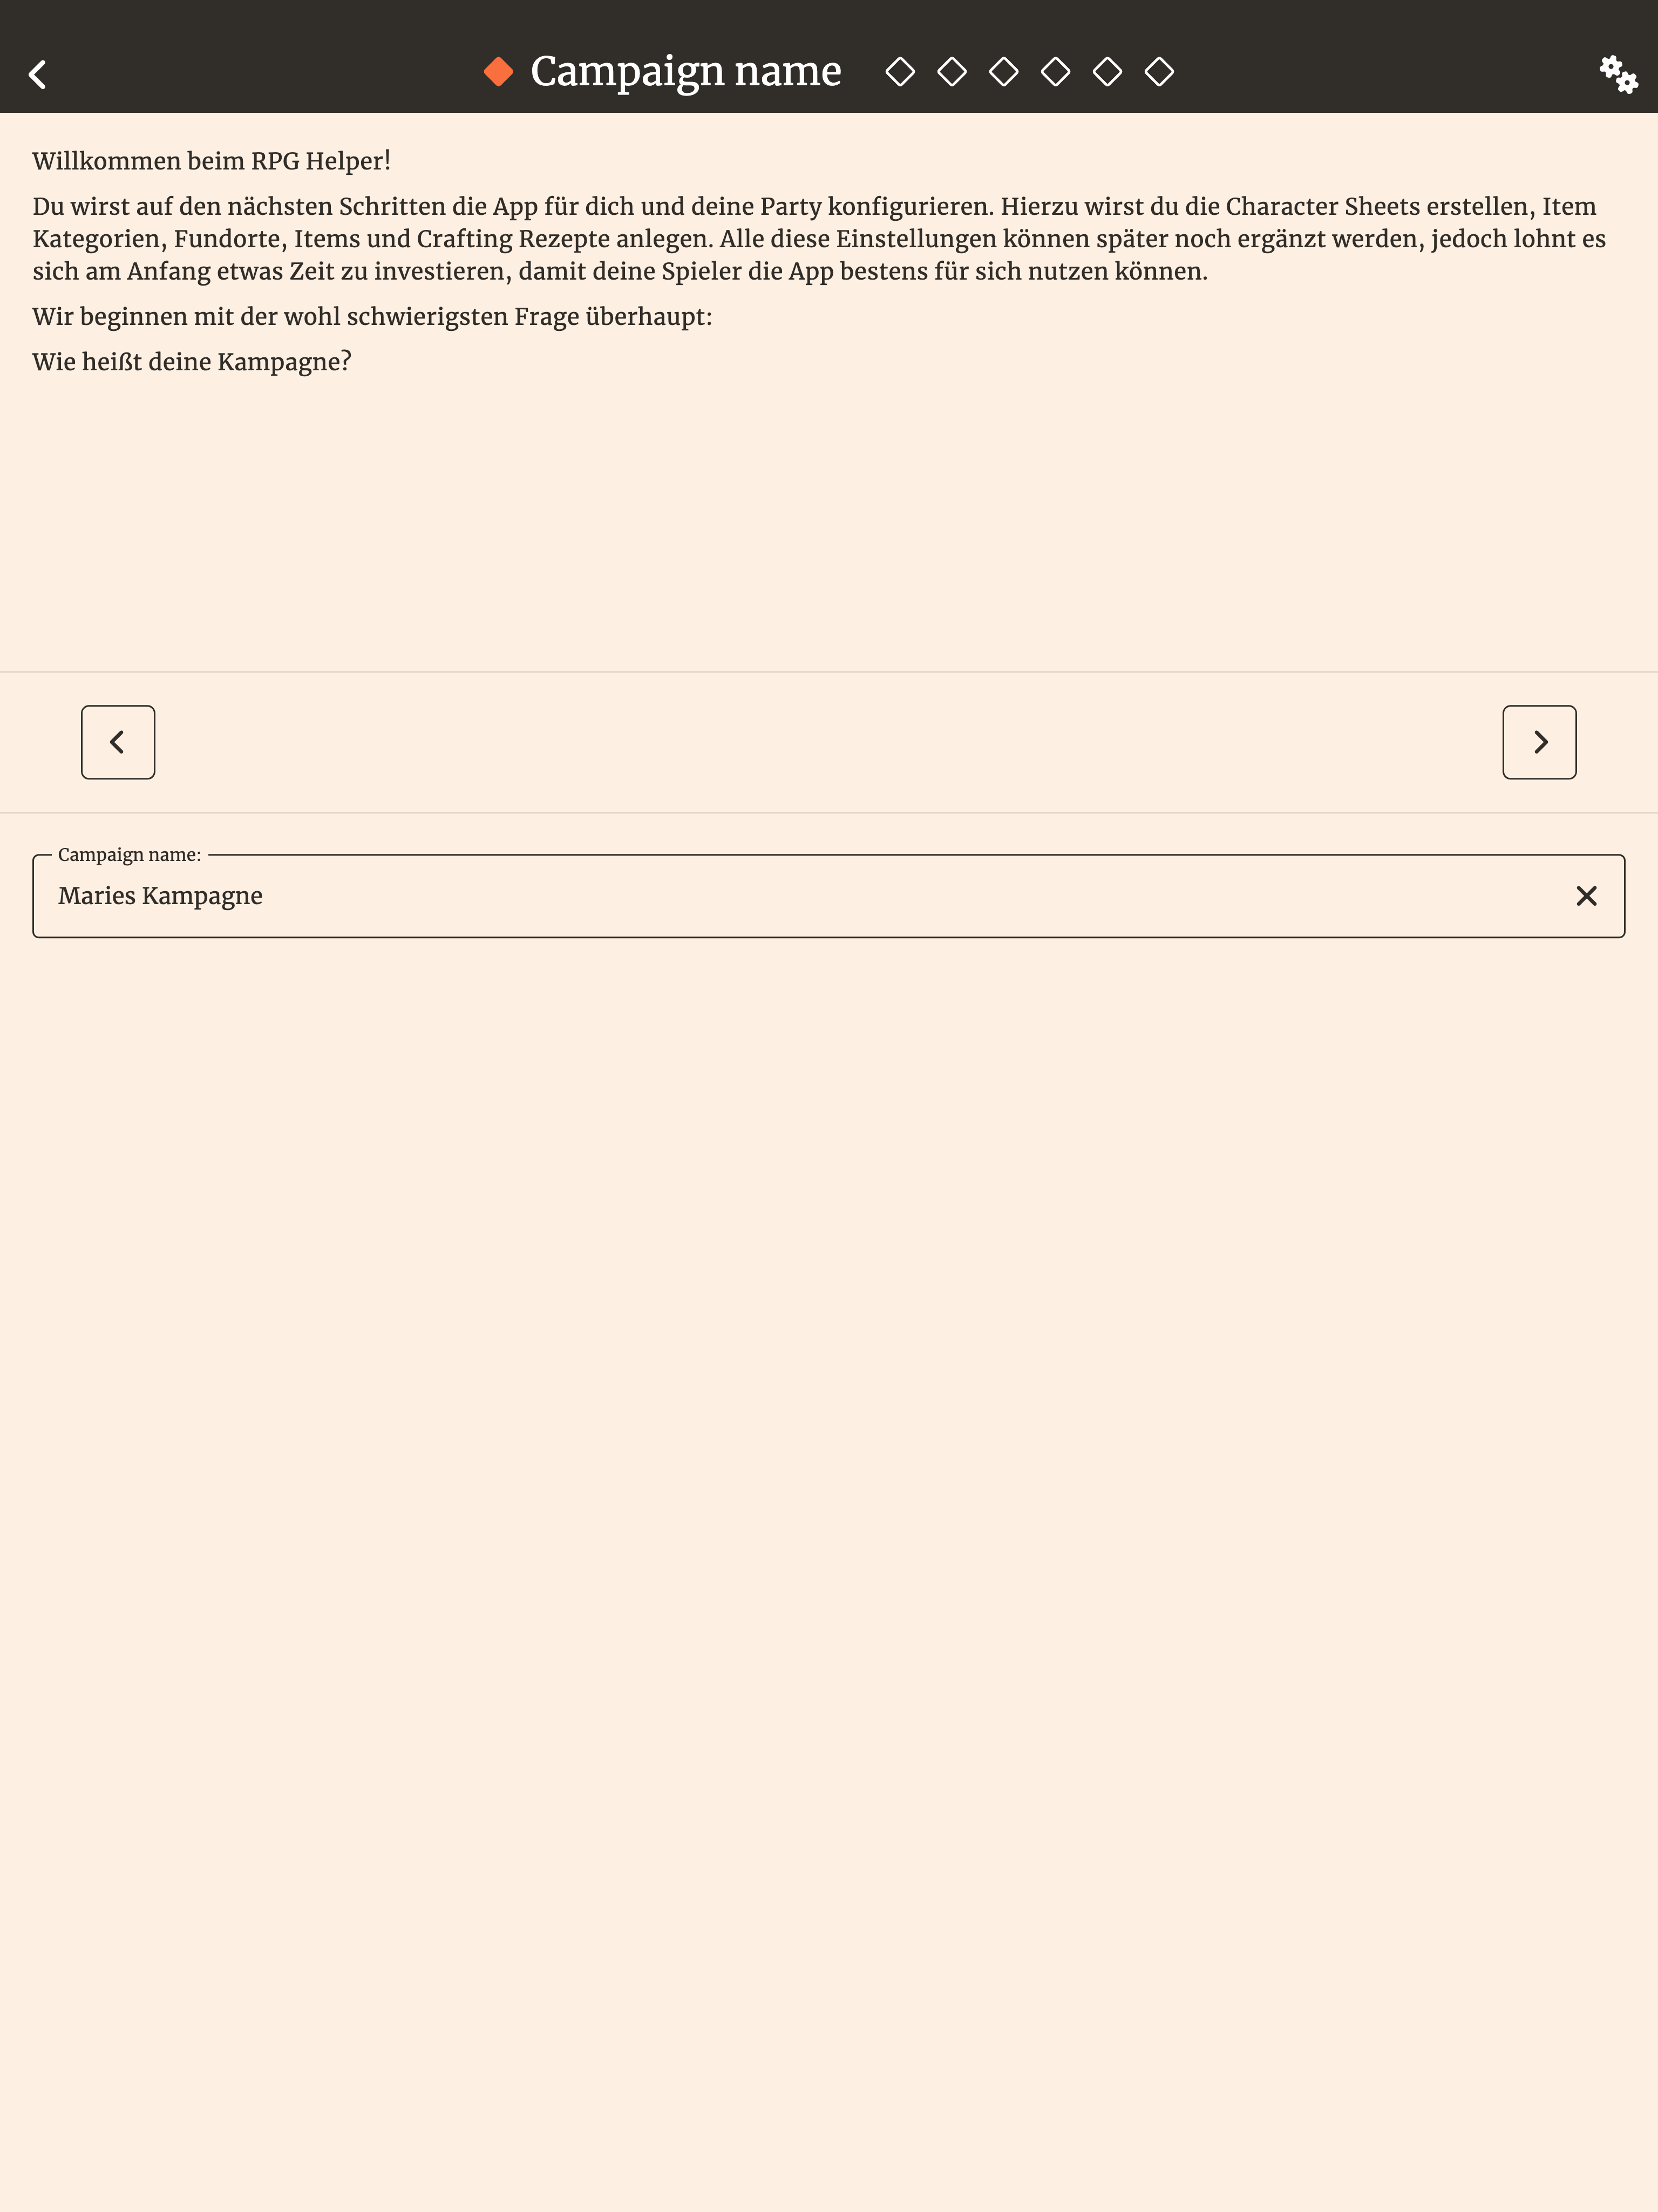 Campaign name
Willkommen beim RPG Helper!
Du wirst auf den nächsten Schritten die App für dich und deine Party konfigurieren. Hierzu wirst du die Character Sheets erstellen, Item
Kategorien, Fundorte, Items und Crafting Rezepte anlegen. Alle diese Einstellungen können später noch ergänzt werden, jedoch lohnt es
sich am Anfang etwas Zeit zu investieren, damit deine Spieler die App bestens für sich nutzen können.
Wir beginnen mit der wohl schwierigsten Frage überhaupt:
Wie heißt deine Kampagne?
Campaign name:
Maries Kampagne